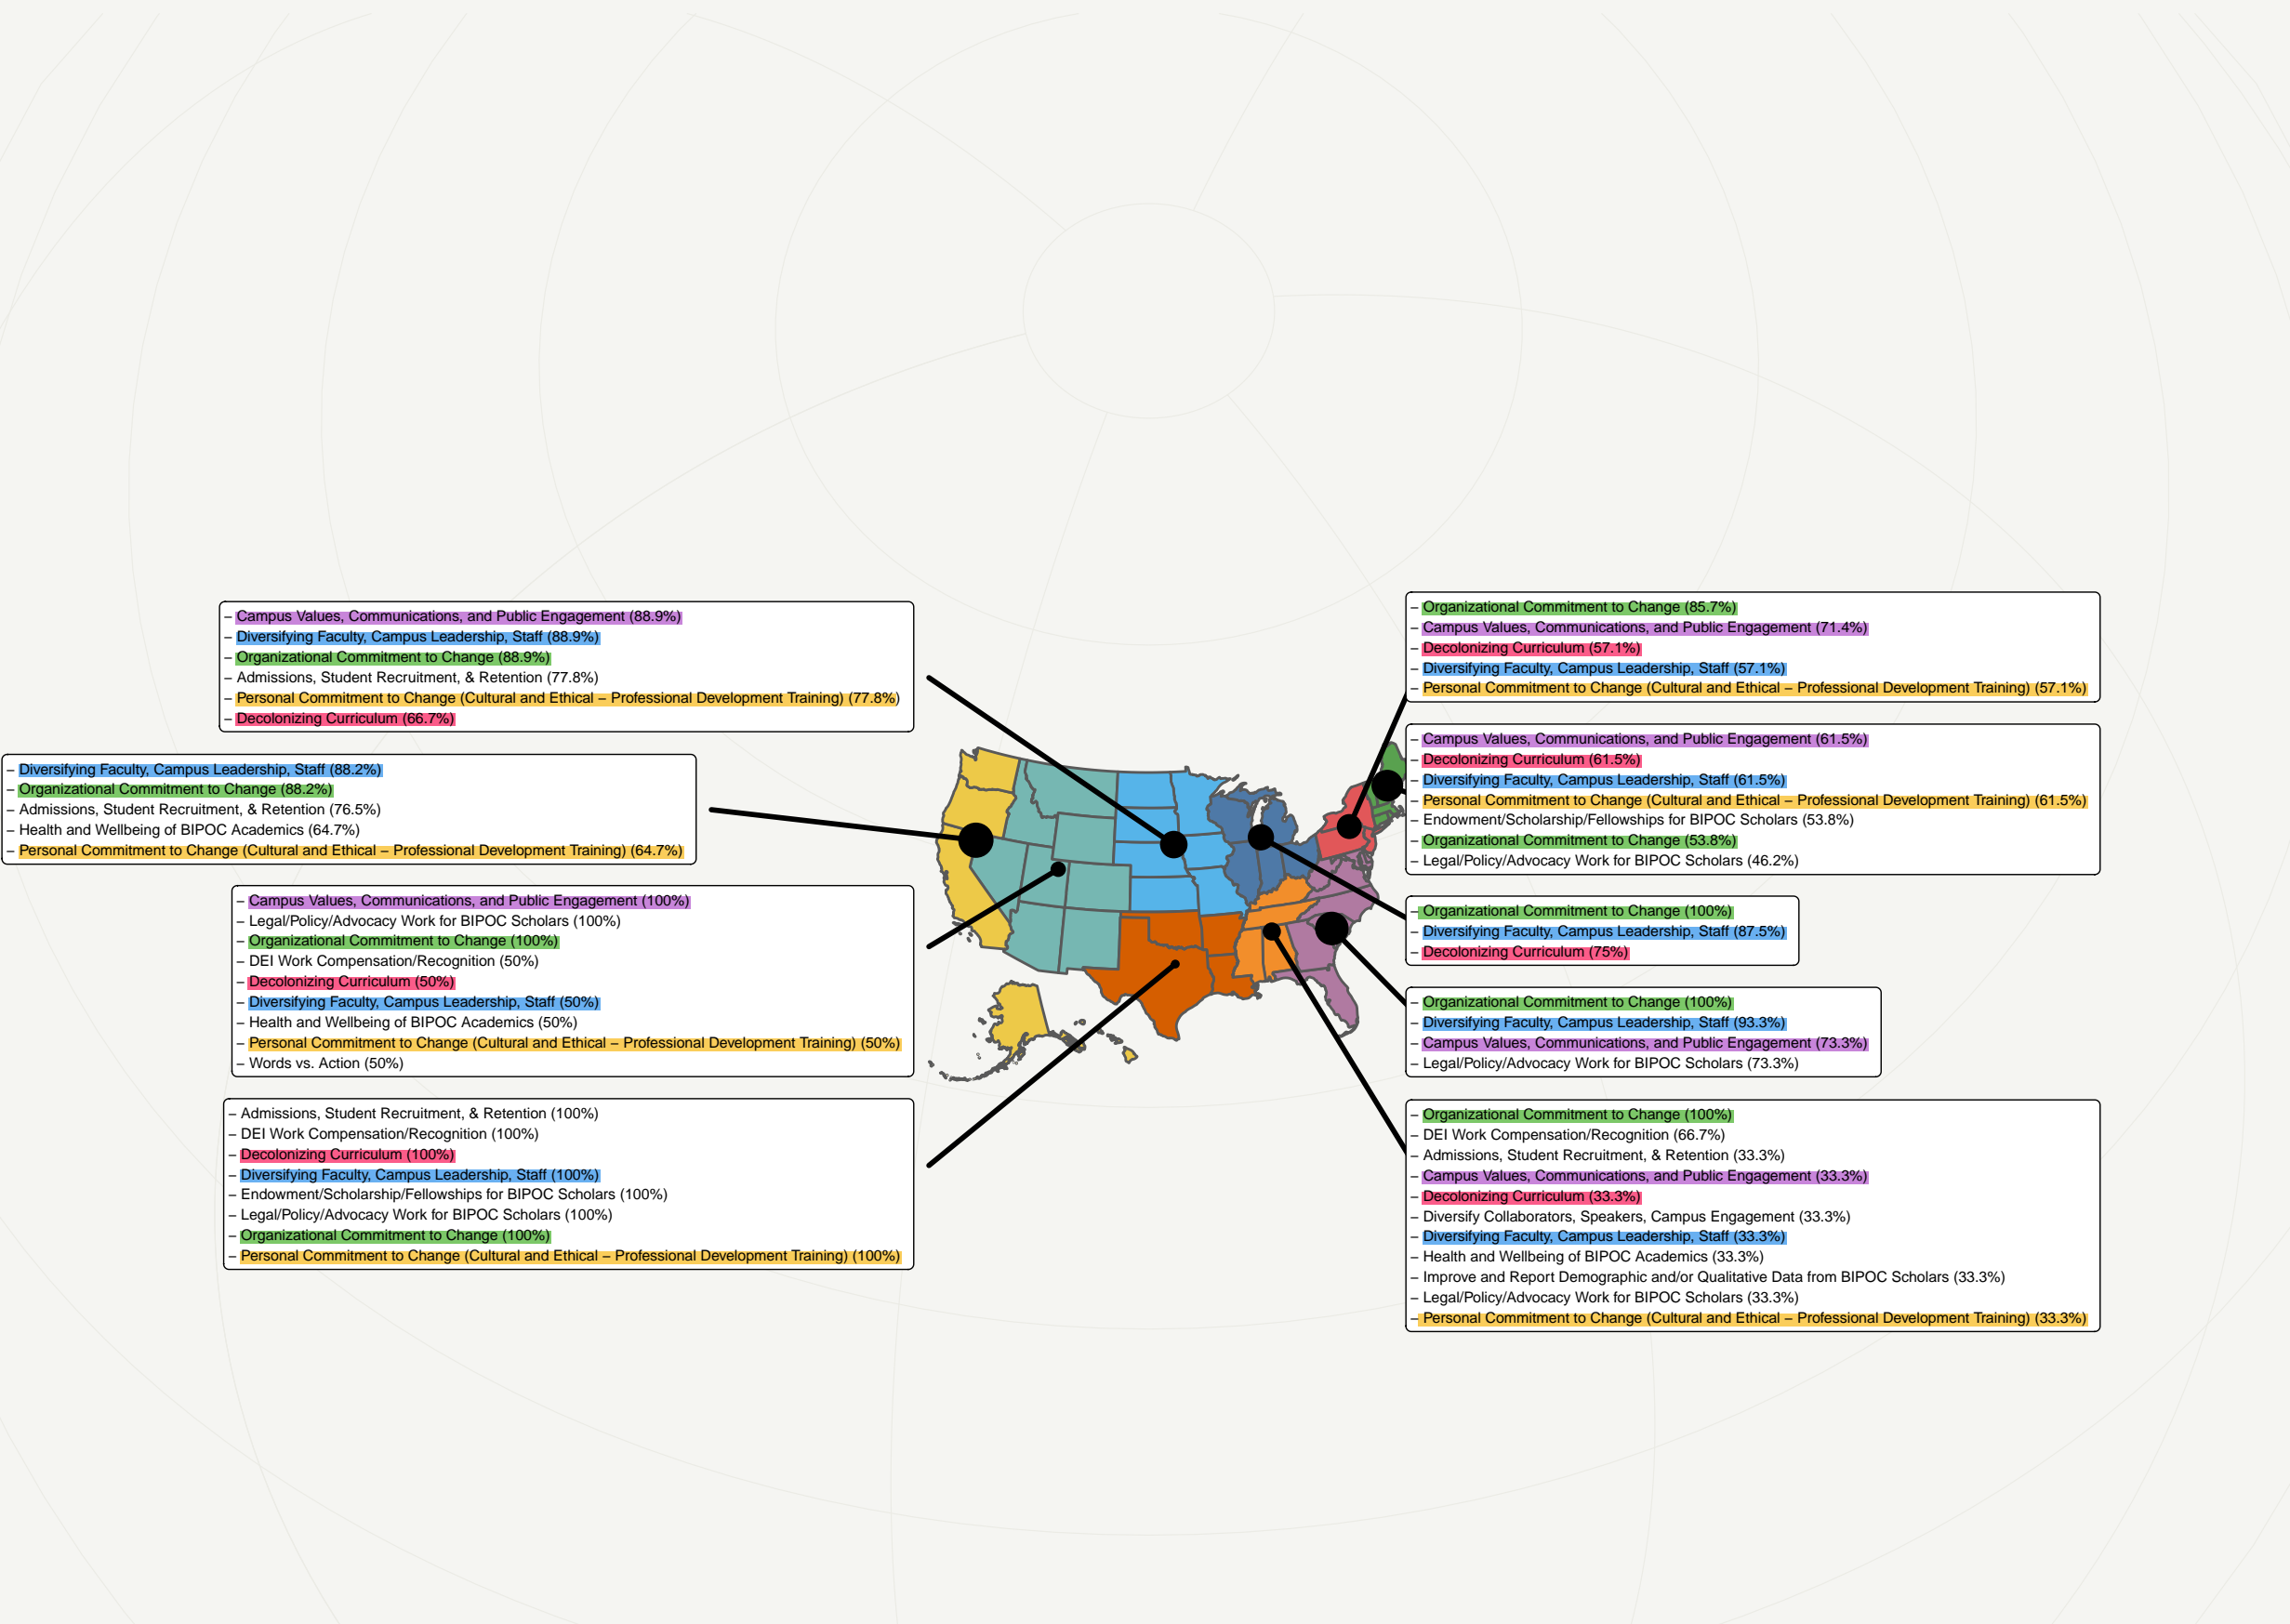 – Campus Values, Communications, and Public Engagement (88.9%)
– Diversifying Faculty, Campus Leadership, Staff (88.9%)
– Organizational Commitment to Change (88.9%)
– Admissions, Student Recruitment, & Retention (77.8%)
– Personal Commitment to Change (Cultural and Ethical – Professional Development Training) (77.8%)
– Decolonizing Curriculum (66.7%)
– Diversifying Faculty, Campus Leadership, Staff (88.2%)
– Organizational Commitment to Change (88.2%)
– Admissions, Student Recruitment, & Retention (76.5%)
– Health and Wellbeing of BIPOC Academics (64.7%)
– Personal Commitment to Change (Cultural and Ethical – Professional Development Training) (64.7%)
– Campus Values, Communications, and Public Engagement (100%)
– Legal/Policy/Advocacy Work for BIPOC Scholars (100%)
– Organizational Commitment to Change (100%)
– DEI Work Compensation/Recognition (50%)
– Decolonizing Curriculum (50%)
– Diversifying Faculty, Campus Leadership, Staff (50%)
– Health and Wellbeing of BIPOC Academics (50%)
– Personal Commitment to Change (Cultural and Ethical – Professional Development Training) (50%)
– Words vs. Action (50%)
– Admissions, Student Recruitment, & Retention (100%)
– DEI Work Compensation/Recognition (100%)
– Decolonizing Curriculum (100%)
– Diversifying Faculty, Campus Leadership, Staff (100%)
– Endowment/Scholarship/Fellowships for BIPOC Scholars (100%)
– Legal/Policy/Advocacy Work for BIPOC Scholars (100%)
– Organizational Commitment to Change (100%)
– Personal Commitment to Change (Cultural and Ethical – Professional Development Training) (100%)
– Organizational Commitment to Change (85.7%)
– Campus Values, Communications, and Public Engagement (71.4%)
– Decolonizing Curriculum (57.1%)
– Diversifying Faculty, Campus Leadership, Staff (57.1%)
– Personal Commitment to Change (Cultural and Ethical – Professional Development Training) (57.1%)
– Campus Values, Communications, and Public Engagement (61.5%)
– Decolonizing Curriculum (61.5%)
– Diversifying Faculty, Campus Leadership, Staff (61.5%)
– Personal Commitment to Change (Cultural and Ethical – Professional Development Training) (61.5%)
– Endowment/Scholarship/Fellowships for BIPOC Scholars (53.8%)
– Organizational Commitment to Change (53.8%)
– Legal/Policy/Advocacy Work for BIPOC Scholars (46.2%)
– Organizational Commitment to Change (100%)
– Diversifying Faculty, Campus Leadership, Staff (87.5%)
– Decolonizing Curriculum (75%)
– Organizational Commitment to Change (100%)
– Diversifying Faculty, Campus Leadership, Staff (93.3%)
– Campus Values, Communications, and Public Engagement (73.3%)
– Legal/Policy/Advocacy Work for BIPOC Scholars (73.3%)
– Organizational Commitment to Change (100%)
– DEI Work Compensation/Recognition (66.7%)
– Admissions, Student Recruitment, & Retention (33.3%)
– Campus Values, Communications, and Public Engagement (33.3%)
– Decolonizing Curriculum (33.3%)
– Diversify Collaborators, Speakers, Campus Engagement (33.3%)
– Diversifying Faculty, Campus Leadership, Staff (33.3%)
– Health and Wellbeing of BIPOC Academics (33.3%)
– Improve and Report Demographic and/or Qualitative Data from BIPOC Scholars (33.3%)
– Legal/Policy/Advocacy Work for BIPOC Scholars (33.3%)
– Personal Commitment to Change (Cultural and Ethical – Professional Development Training) (33.3%)